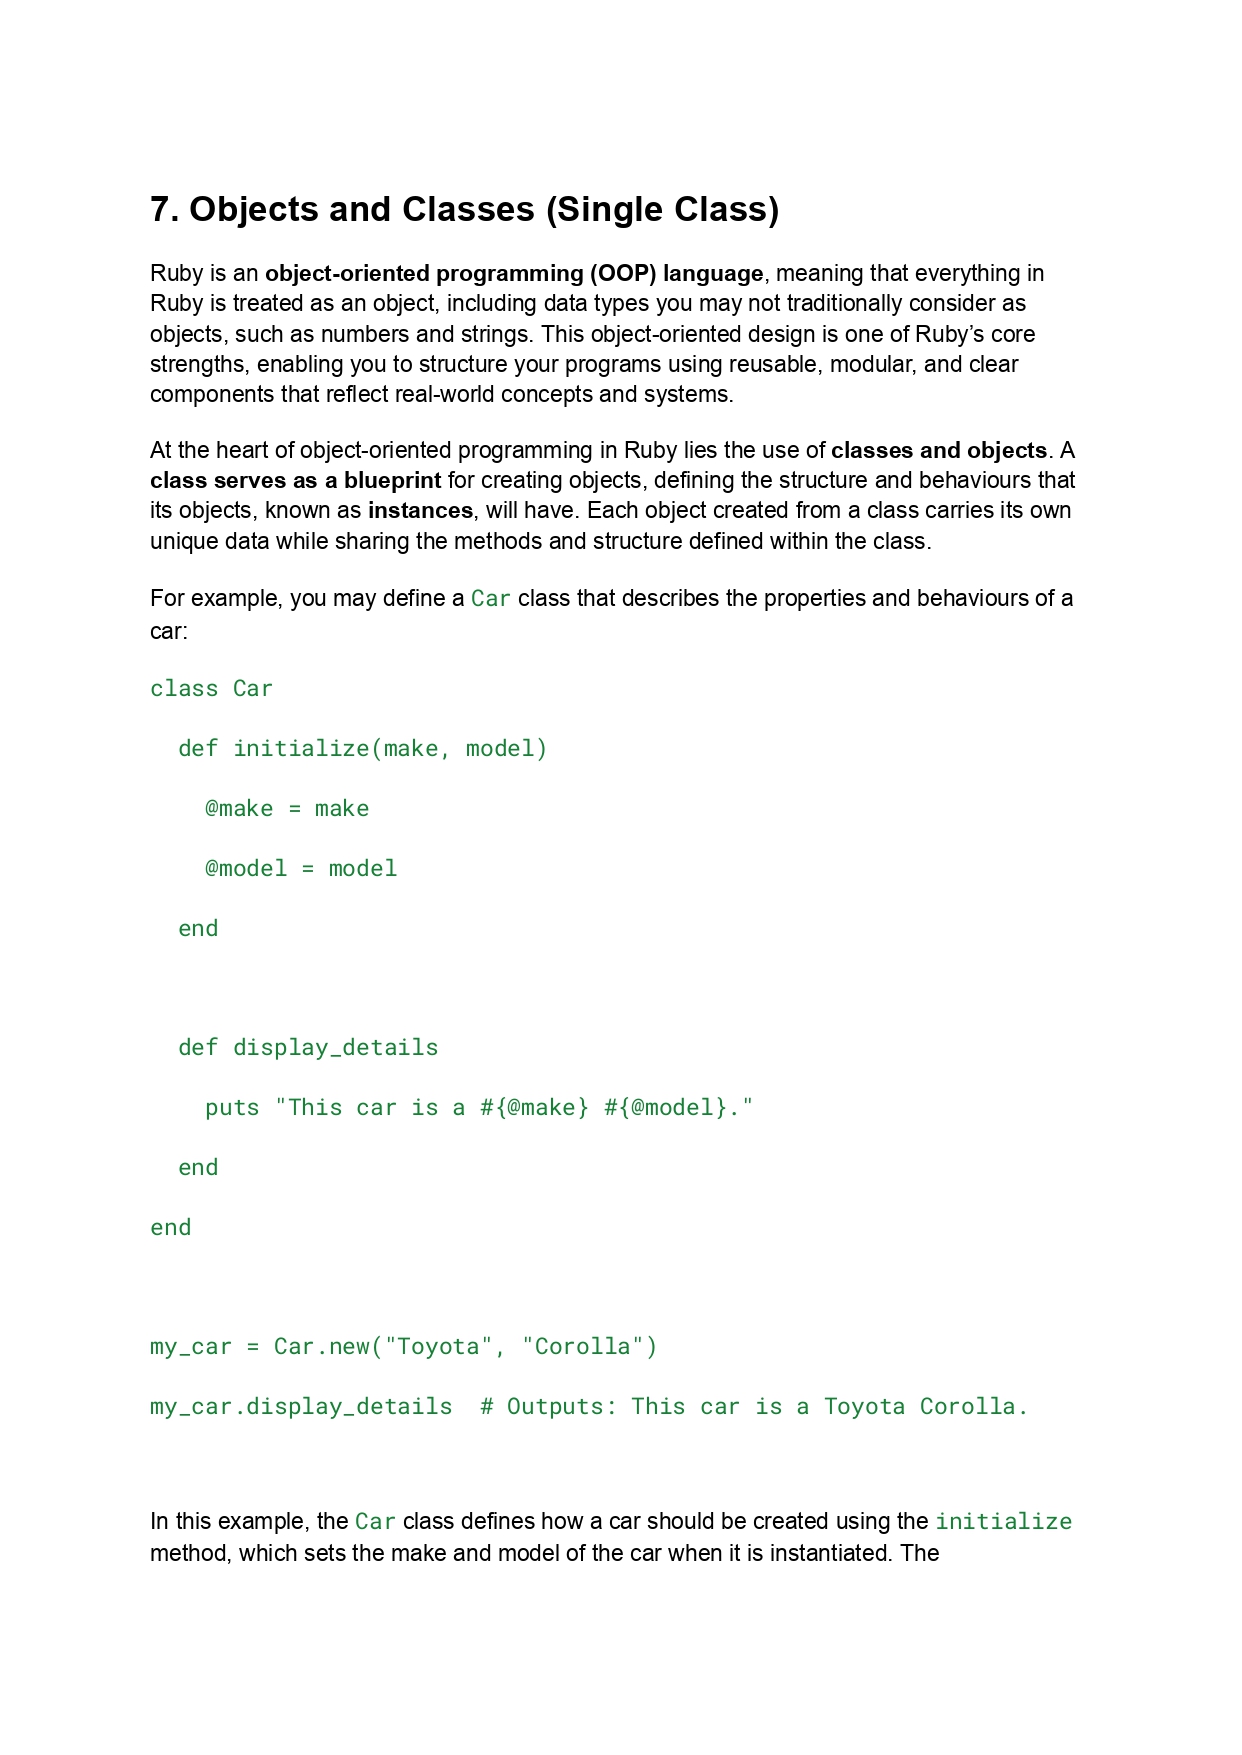 7. Objects and Classes (Single Class)
Ruby is an object-oriented programming (OOP) language, meaning that everything in
Ruby is treated as an object, including data types you may not traditionally consider as
objects, such as numbers and strings. This object-oriented design is one of Ruby’s core
strengths, enabling you to structure your programs using reusable, modular, and clear
components that reflect real-world concepts and systems.
At the heart of object-oriented programming in Ruby lies the use of classes and objects. A
class serves as a blueprint for creating objects, defining the structure and behaviours that
its objects, known as instances, will have. Each object created from a class carries its own
unique data while sharing the methods and structure defined within the class.
For example, you may define a Car class that describes the properties and behaviours of a
car:
class Car
  def initialize(make, model)
    @make = make
    @model = model
  end
  def display_details
    puts "This car is a #{@make} #{@model}."
  end
end
my_car = Car.new("Toyota", "Corolla")
my_car.display_details  # Outputs: This car is a Toyota Corolla.
In this example, the Car class defines how a car should be created using the initialize
method, which sets the make and model of the car when it is instantiated. The